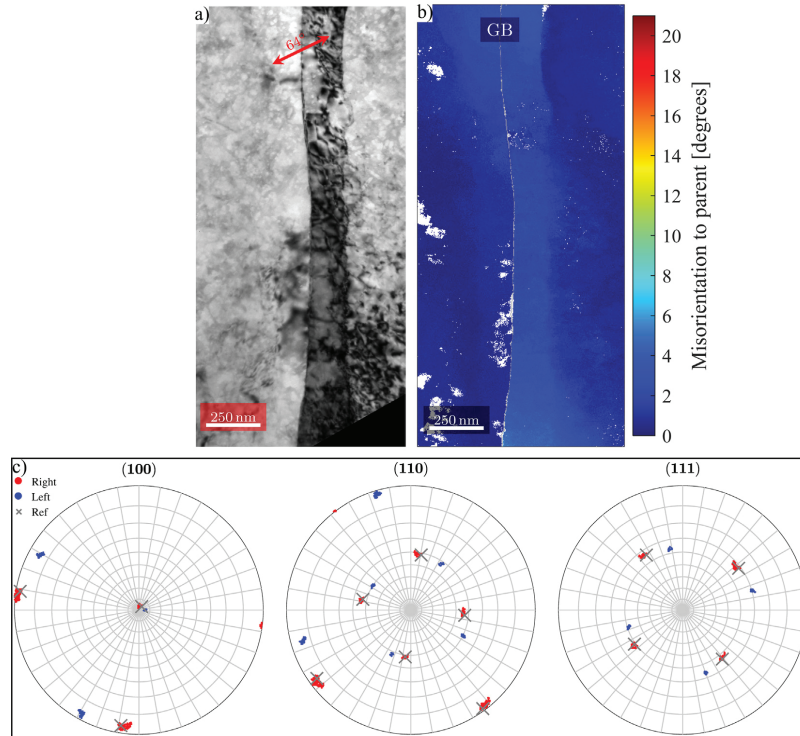 a)
64°
250 nm
b)
GB
250 nm
20
18
16
14
12
10
8
6
4
2
0
Misorientation to parent [degrees]
c)
Right
Left
Ref
(100)
(110)
(111)